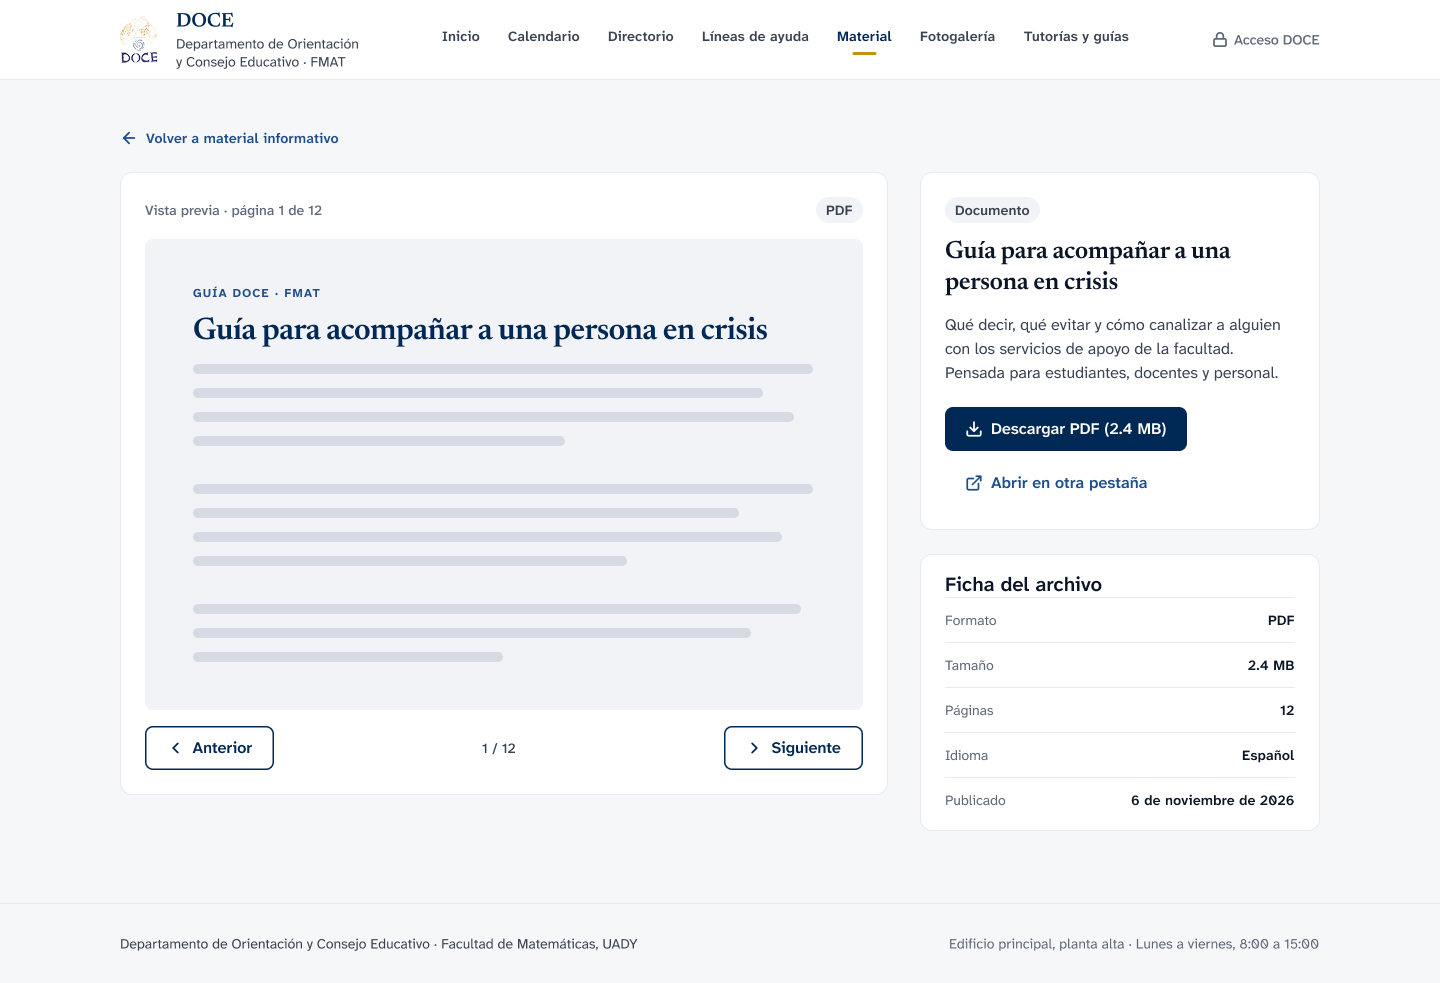 DOCE
DOCE
Departamento de Orientación
y Consejo Educativo · FMAT
Inicio
Calendario
Directorio
Líneas de ayuda
Material
Fotogalería
Tutorías y guías
Acceso DOCE
Volver a material informativo
Vista previa · página 1 de 12
PDF
GUÍA DOCE · FMAT
Guía para acompañar a una persona en crisis
Anterior
1 / 12
Siguiente
Documento
Guía para acompañar a una
persona en crisis
Qué decir, qué evitar y cómo canalizar a alguien
con los servicios de apoyo de la facultad.
Pensada para estudiantes, docentes y personal.
Descargar PDF (2.4 MB)
Abrir en otra pestaña
Ficha del archivo
Formato PDF
Tamaño 2.4 MB
Páginas 12
Idioma Español
Publicado 6 de noviembre de 2026
Departamento de Orientación y Consejo Educativo · Facultad de Matemáticas, UADY
Edificio principal, planta alta · Lunes a viernes, 8:00 a 15:00